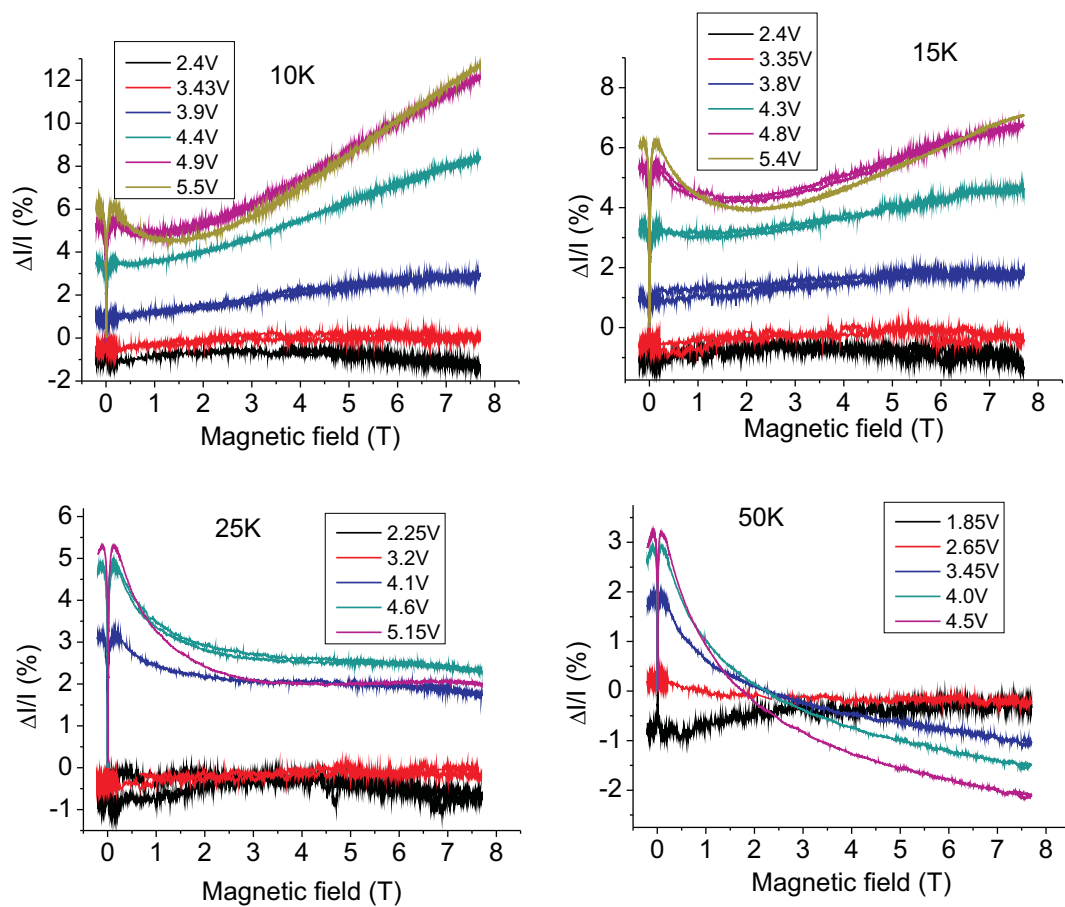 10K
2.4V
3.43V
3.9V
4.4V
4.9V
5.5V
ΔI/I (%)
12
10
8
6
4
2
0
-2
0 1 2 3 4 5 6 7 8
Magnetic field (T)
15K
2.4V
3.35V
3.8V
4.3V
4.8V
5.4V
ΔI/I (%)
8
6
4
2
0
0 1 2 3 4 5 6 7 8
Magnetic field (T)
25K
2.25V
3.2V
4.1V
4.6V
5.15V
ΔI/I (%)
6
5
4
3
2
1
0
-1
0 1 2 3 4 5 6 7 8
Magnetic field (T)
50K
1.85V
2.65V
3.45V
4.0V
4.5V
ΔI/I (%)
3
2
1
0
-1
-2
0 1 2 3 4 5 6 7 8
Magnetic field (T)